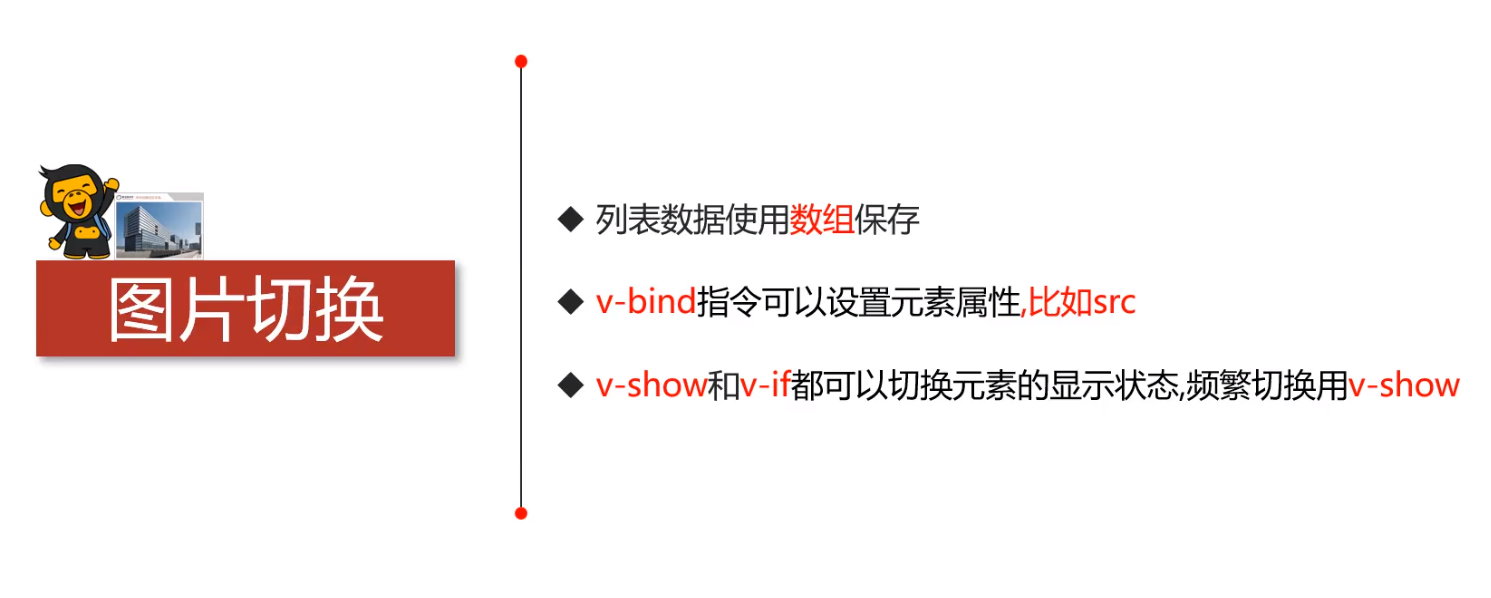 图片切换
列表数据使用数组保存
v-bind指令可以设置元素属性,比如src
v-show和v-if都可以切换元素的显示状态,频繁切换用v-show